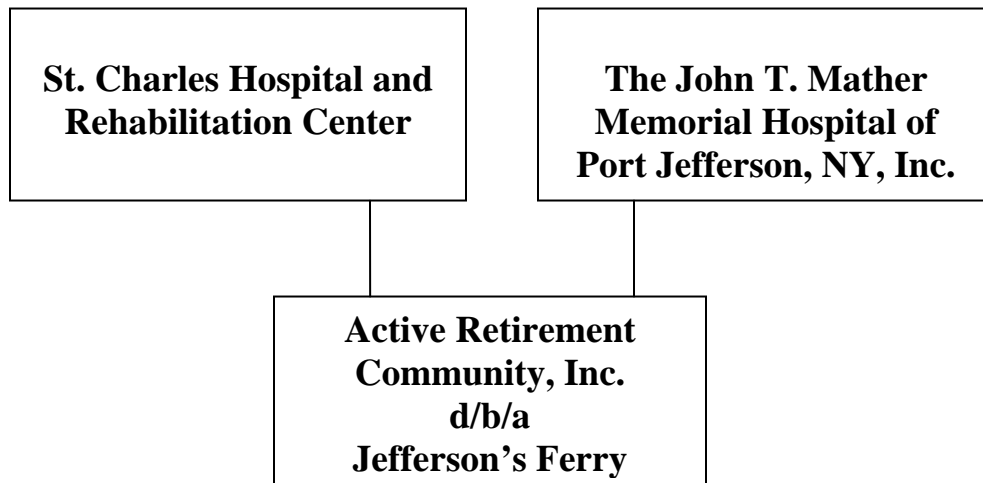 St. Charles Hospital and
Rehabilitation Center
The John T. Mather
Memorial Hospital of
Port Jefferson, NY, Inc.
Active Retirement
Community, Inc.
d/b/a
Jefferson’s Ferry